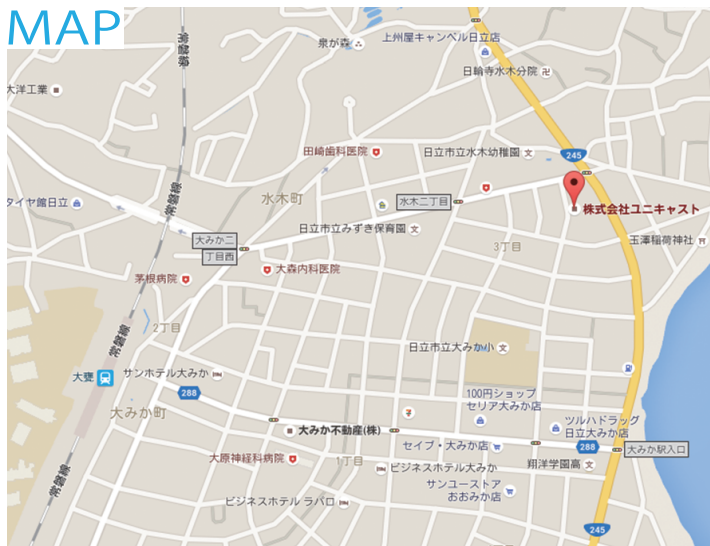 MAP
常磐線
泉が森
上州屋キャンベル日立店
日輪寺水木分院
大洋工業
田崎歯科医院
日立市立水木幼稚園
245
タイヤ館日立
常磐線
水木町
水木二丁目
株式会社ユニキャスト
大みか二
丁目西
日立市立みずき保育園
3丁目
玉澤稲荷神社
茅根病院
大森内科医院
2丁目
常磐線
日立市立大みか小
大甕
サンホテル大みか
288
100円ショップ
セリア大みか店
大みか町
大みか不動産(株)
ツルハドラッグ
日立大みか店
セイブ・大みか店
288
大みか駅入口
大原神経科病院
1丁目
ビジネスホテル大みか
翔洋学園高
常磐線
サンユーストア
おおみか店
ビジネスホテル ラパロ
245